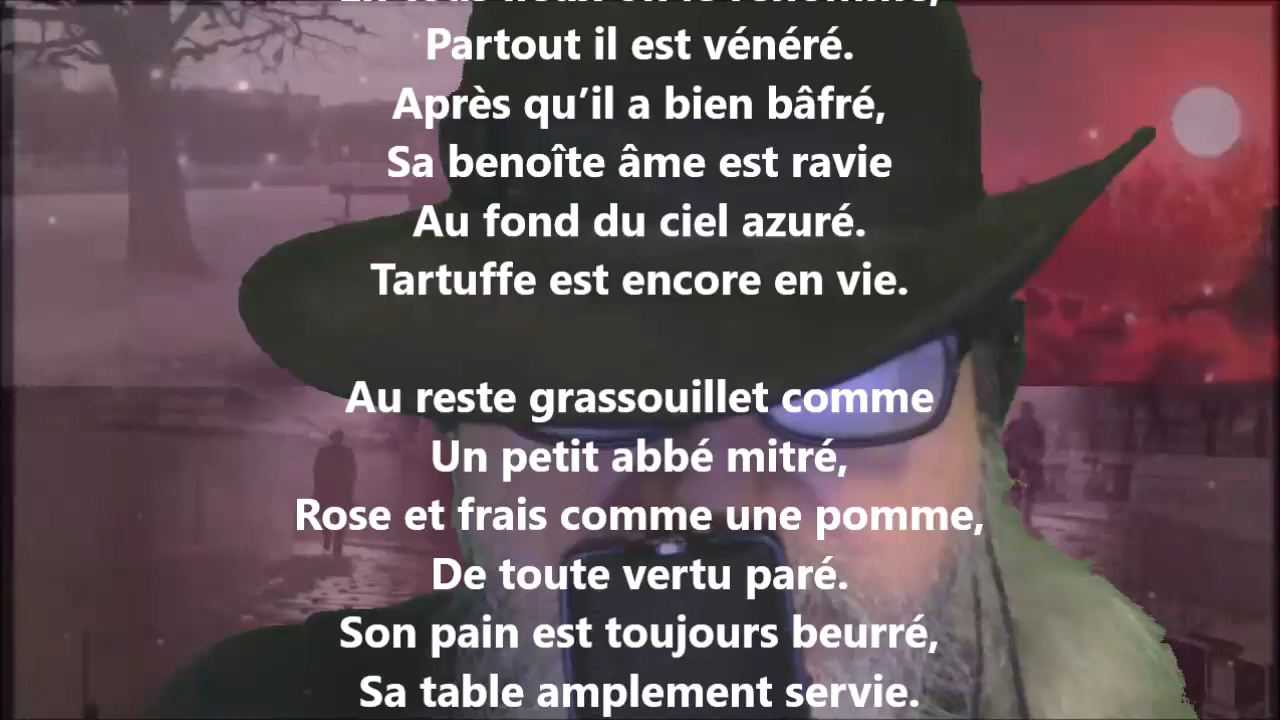 Partout il est vénéré.
Après qu’il a bien bâfré,
Sa benoîte âme est ravie
Au fond du ciel azuré.
Tartuffe est encore en vie.
Au reste grassouillet comme
Un petit abbé mitré,
Rose et frais comme une pomme,
De toute vertu paré.
Son pain est toujours beurré,
Sa table amplement servie.